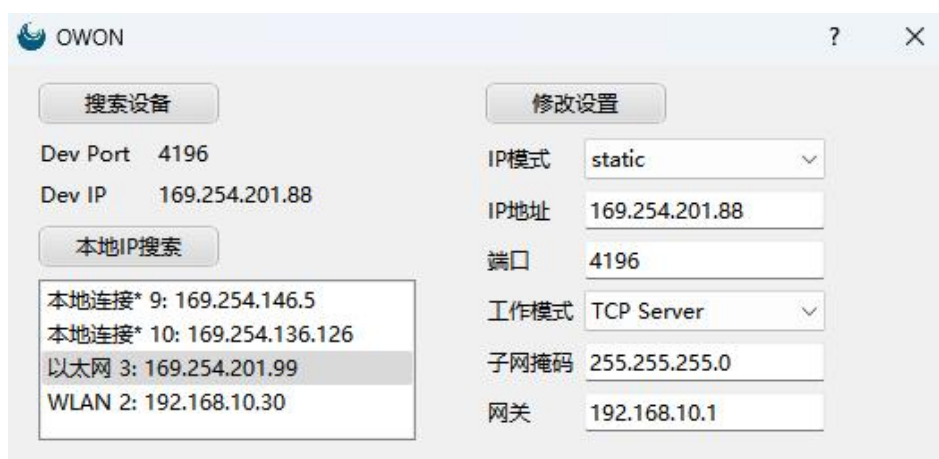 OWON
搜索设备
Dev Port 4196
Dev IP 169.254.201.88
本地IP搜索
本地连接* 9: 169.254.146.5
本地连接* 10: 169.254.136.126
以太网 3: 169.254.201.99
WLAN 2: 192.168.10.30
修改设置
IP模式 static
IP地址 169.254.201.88
端口 4196
工作模式 TCP Server
子网掩码 255.255.255.0
网关 192.168.10.1